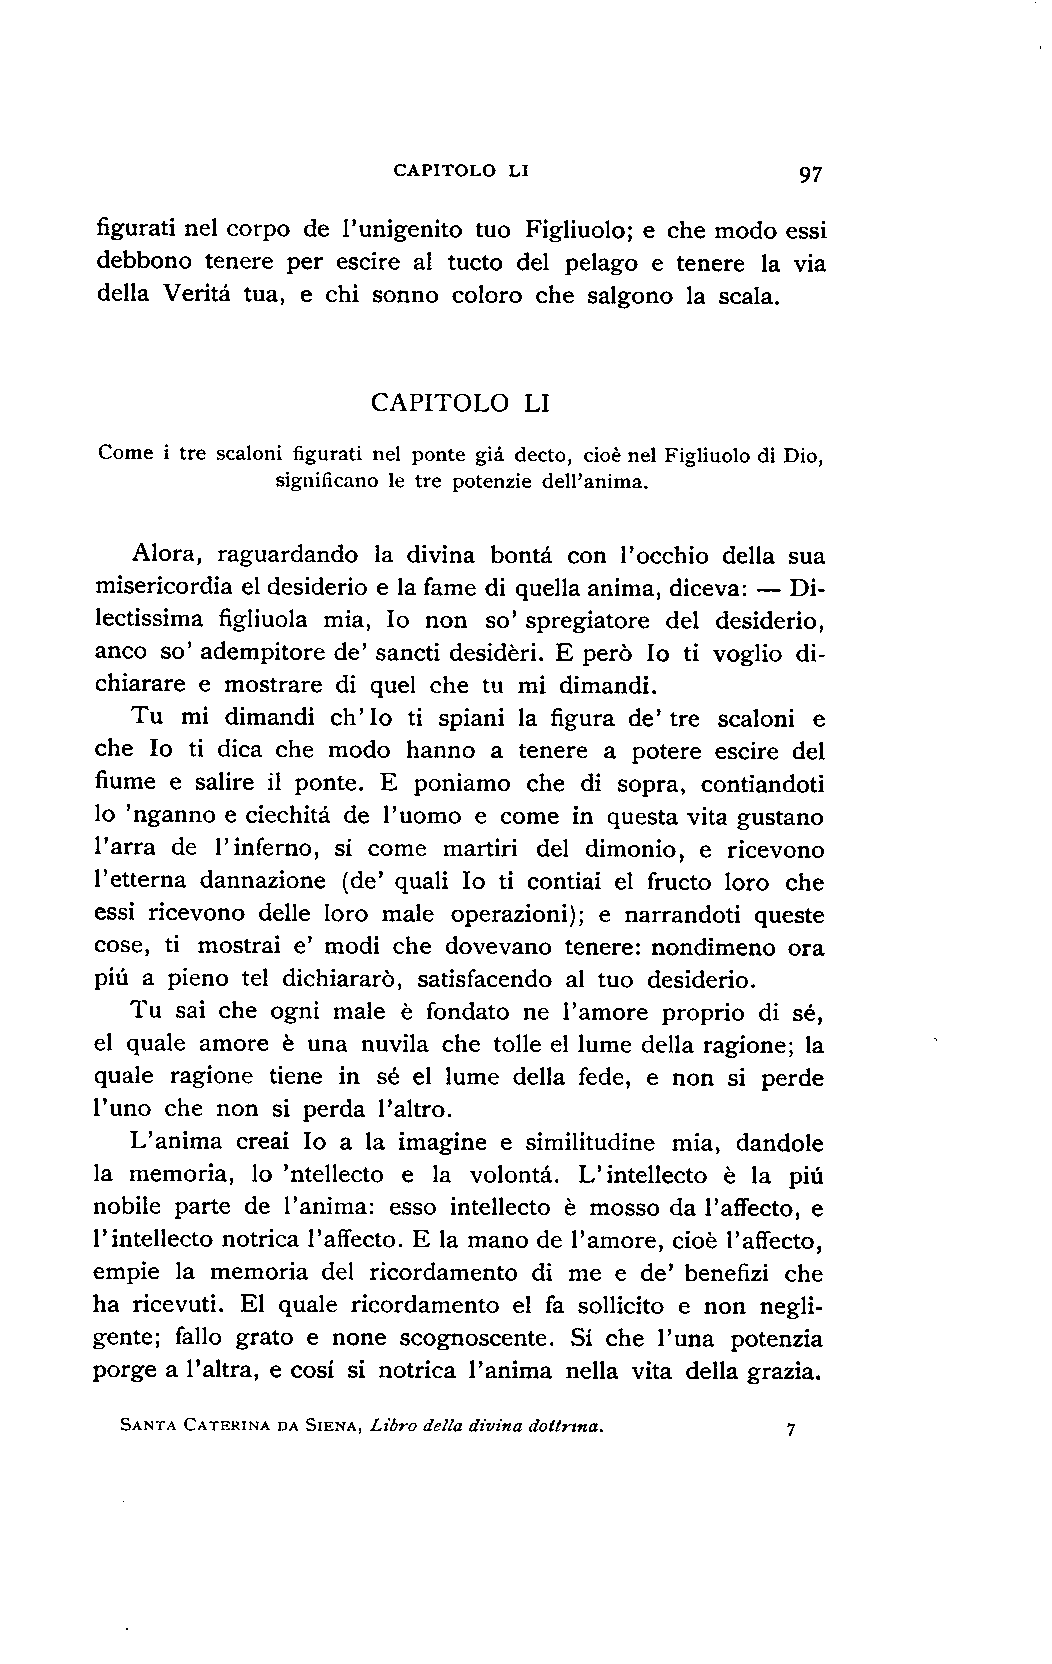 CAPITOLO LI 97
figurati nel corpo de l'unigenito tuo Figliuolo; e che modo essi
debbono tenere per escire al tucto del pelago e tenere la via
della Veritá tua, e chi sonno coloro che salgono la scala.
CAPITOLO LI
Come i tre scaloni figurati nel ponte giá decto, cioè nel Figliuolo di Dio,
significano le tre potenzie dell'anima.
Alora, raguardando la divina bontá con l'occhio della sua
misericordia el desiderio e la fame di quella anima, diceva: — Di-
lectissima figliuola mia, Io non so' spregiatore del desiderio,
anco so' adempitore de' sancti desidèri. E però Io ti voglio di-
chiarare e mostrare di quel che tu mi dimandi.
Tu mi dimandi ch'Io ti spiani la figura de' tre scaloni e
che Io ti dica che modo hanno a tenere a potere escire del
fiume e salire il ponte. E poniamo che di sopra, contiandoti
lo 'nganno e ciechitá de l'uomo e come in questa vita gustano
l'arra de l'inferno, sí come martiri del dimonio, e ricevono
l'etterna dannazione (de' quali Io ti contiai el fructo loro che
essi ricevono delle loro male operazioni); e narrandoti queste
cose, ti mostrai e' modi che dovevano tenere: nondimeno ora
piú a pieno tel dichiararò, satisfacendo al tuo desiderio.
Tu sai che ogni male è fondato ne l'amore proprio di sé,
el quale amore è una nuvila che tolle el lume della ragione; la
quale ragione tiene in sé el lume della fede, e non si perde
l'uno che non si perda l'altro.
L'anima creai Io a la imagine e similitudine mia, dandole
la memoria, lo 'ntellecto e la volontá. L'intellecto è la piú
nobile parte de l'anima: esso intellecto è mosso da l'affecto, e
l'intellecto notrica l'affecto. E la mano de l'amore, cioè l'affecto,
empie la memoria del ricordamento di me e de' benefizi che
ha ricevuti. El quale ricordamento el fa sollicito e non negli-
gente; fallo grato e none scognoscente. Sí che l'una potenzia
porge a l'altra, e cosí si notrica l'anima nella vita della grazia.
SANTA CATERINA DA SIENA, Libro della divina dottrina. 7